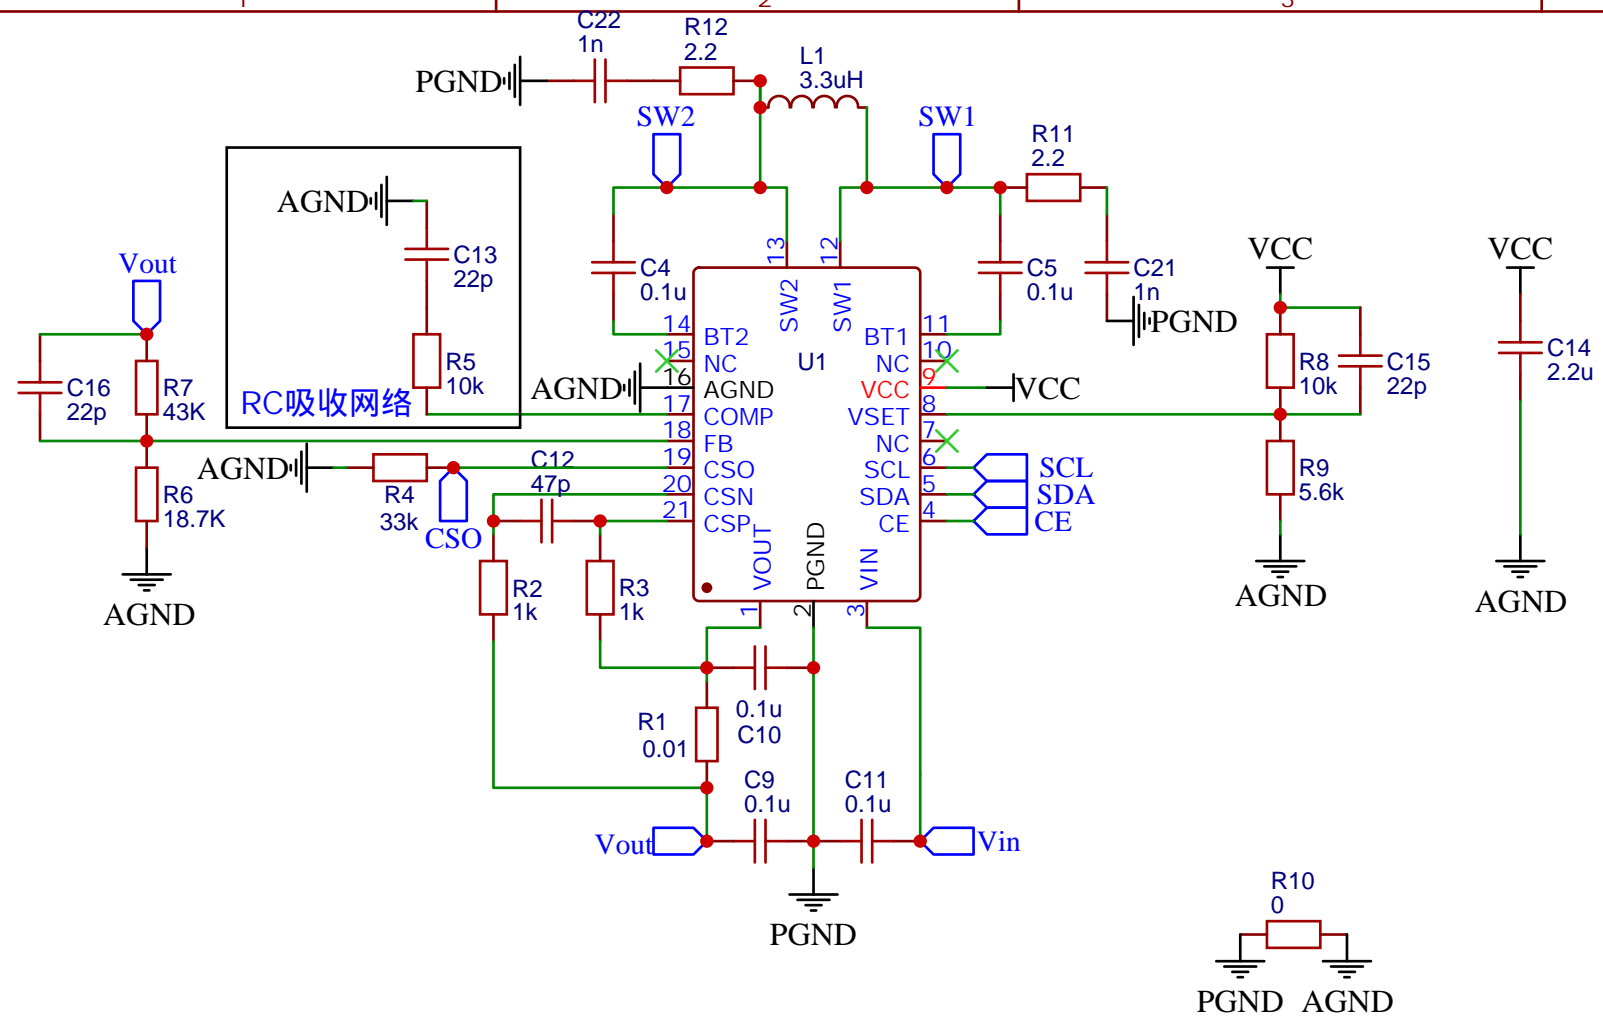 1
2
3
C22
1n
R12
2.2
L1
3.3uH
PGND
SW2
SW1
R11
2.2
AGND
C13
22p
R5
10k
RC吸收网络
Vout
C16
22p
R7
43K
R6
18.7K
AGND
C4
0.1u
C5
0.1u
C21
1n
PGND
13
12
SW2
SW1
U1
14
BT2
15
NC
16
AGND
17
COMP
18
FB
19
CSO
20
CSN
21
CSP
11
BT1
10
NC
9
VCC
8
VSET
7
NC
6
SCL
5
SDA
4
CE
VOUT
PGND
VIN
1
2
3
AGND
AGND
R4
33k
CSO
C12
47p
R2
1k
R3
1k
VCC
SCL
SDA
CE
VCC
R8
10k
C15
22p
R9
5.6k
AGND
VCC
C14
2.2u
AGND
R1
0.01
0.1u
C10
C9
0.1u
C11
0.1u
Vout
Vin
PGND
R10
0
PGND
AGND